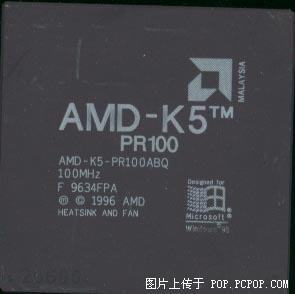 MALAYSIA
AMD-K5™
PR100
AMD-K5-PR100ABQ
100MHz
F 9634FPA
Ⓜ © 1996 AMD
HEATSINK AND FAN
Designed for
Microsoft®
Windows®95
图片上传于 POP.PCPOP.COM